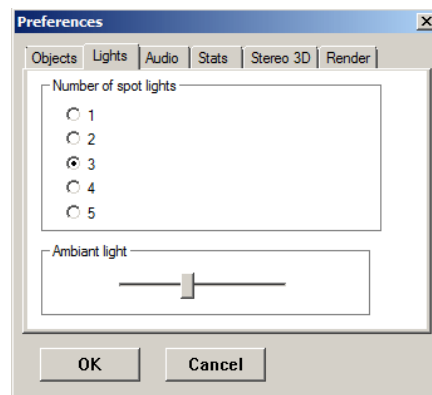 Preferences
Objects Lights Audio Stats Stereo 3D Render
Number of spot lights
1
2
3
4
5
Ambiant light
OK Cancel